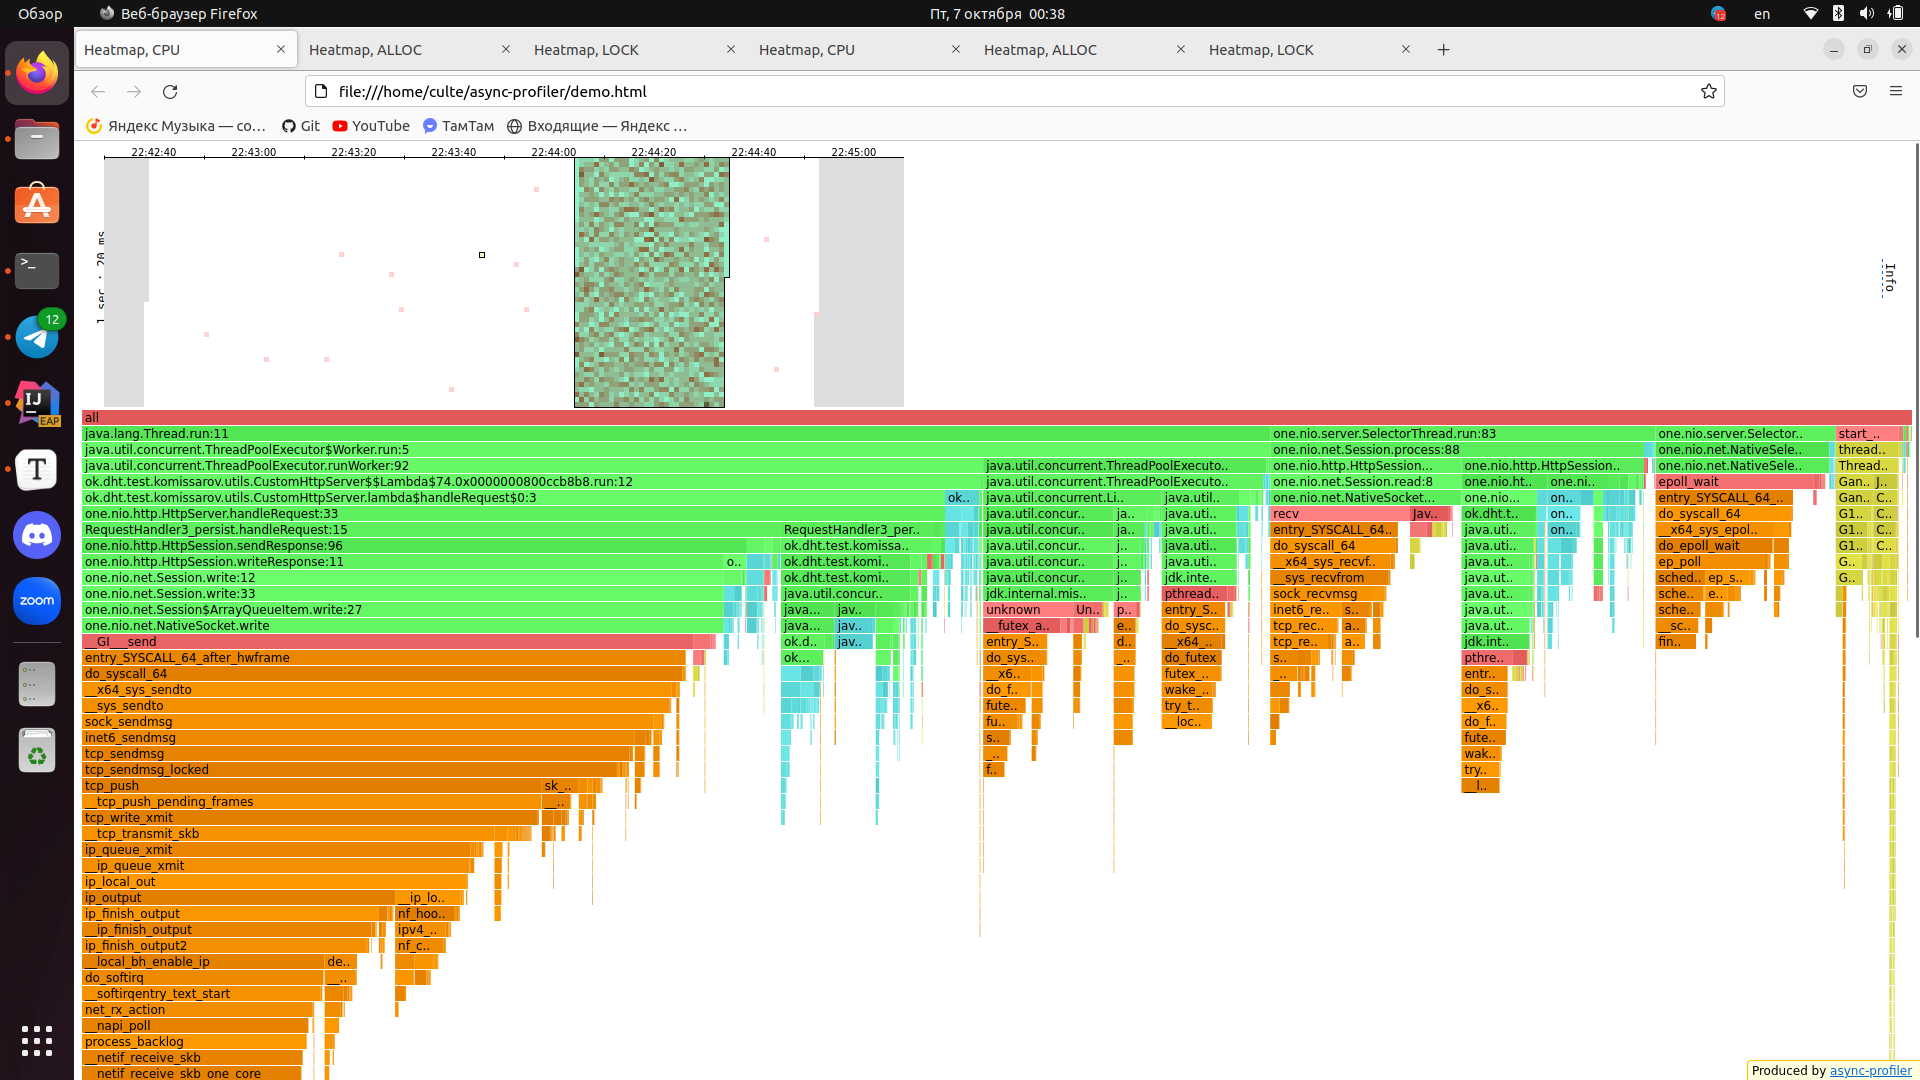 Обзор
Веб-браузер Firefox
Пт, 7 октября 00:38
12
en
Heatmap, CPU
Heatmap, ALLOC
Heatmap, LOCK
Heatmap, CPU
Heatmap, ALLOC
Heatmap, LOCK
file:///home/culte/async-profiler/demo.html
Яндекс Музыка — со…
Git
YouTube
ТамТам
Входящие — Яндекс …
22:42:40 22:43:00 22:43:20 22:43:40 22:44:00 22:44:20 22:44:40 22:45:00
1 sec · 20 ms
Info
12
IJ
EAP
T
zoom
all
java.lang.Thread.run:11 one.nio.server.SelectorThread.run:83 one.nio.server.Selector.. start_..
java.util.concurrent.ThreadPoolExecutor$Worker.run:5 one.nio.net.Session.process:88 one.nio.net.NativeSele.. thread..
java.util.concurrent.ThreadPoolExecutor.runWorker:92 java.util.concurrent.ThreadPoolExecuto.. one.nio.http.HttpSession... one.nio.http.HttpSession.. one.nio.net.NativeSele.. Thread..
ok.dht.test.komissarov.utils.CustomHttpServer$$Lambda$74.0x0000000800ccb8b8.run:12 java.util.concurrent.ThreadPoolExecuto.. one.nio.net.Session.read:8 one.nio.ht.. one.ni.. epoll_wait Gan.. J..
ok.dht.test.komissarov.utils.CustomHttpServer.lambda$handleRequest$0:3 ok.. java.util.concurrent.Li.. java.util.. one.nio.net.NativeSocket... one.nio... on.. entry_SYSCALL_64_.. Gan.. C..
one.nio.http.HttpServer.handleRequest:33 java.util.concur.. ja.. java.uti.. recv Jav.. ok.dht.t.. on.. do_syscall_64 G1.. C..
RequestHandler3_persist.handleRequest:15 RequestHandler3_per.. java.util.concur.. ja.. java.uti.. entry_SYSCALL_64.. java.uti.. on.. __x64_sys_epol.. G1.. C..
one.nio.http.HttpSession.sendResponse:96 ok.dht.test.komissa.. java.util.concur.. j.. java.uti.. do_syscall_64 java.uti.. do_epoll_wait G1.. C..
one.nio.http.HttpSession.writeResponse:11 o.. ok.dht.test.komi.. java.util.concur.. j.. java.uti.. __x64_sys_recvf.. java.ut.. ep_poll G..
one.nio.net.Session.write:12 ok.dht.test.komi.. java.util.concur.. j.. jdk.inte.. __sys_recvfrom java.ut.. sched.. ep_s.. G..
one.nio.net.Session.write:33 java.util.concur.. jdk.internal.mis.. j.. pthread.. sock_recvmsg java.ut.. sche.. e..
one.nio.net.Session$ArrayQueueItem.write:27 java... jav.. unknown Un.. p.. entry_S.. inet6_re.. s.. java.ut.. sche..
one.nio.net.NativeSocket.write java... jav.. __futex_a.. e.. do_sysc.. tcp_rec.. a.. java.ut.. __sc..
__GI___send ok.d.. jav.. entry_S.. d.. __x64_.. tcp_re.. a.. jdk.int.. fin..
entry_SYSCALL_64_after_hwframe ok... do_sys.. _.. do_futex s.. pthre..
do_syscall_64 __x6.. futex_.. _.. entr..
__x64_sys_sendto do_f.. wake_.. do_s..
__sys_sendto fute.. try_t.. __x6..
sock_sendmsg fu.. __loc.. do_f..
inet6_sendmsg s.. fute..
tcp_sendmsg _.. wak..
tcp_sendmsg_locked f.. try..
tcp_push sk_.. __l..
__tcp_push_pending_frames __..
tcp_write_xmit
__tcp_transmit_skb
ip_queue_xmit
__ip_queue_xmit
ip_local_out
ip_output __ip_lo..
ip_finish_output nf_hoo..
__ip_finish_output ipv4_..
ip_finish_output2 nf_c..
__local_bh_enable_ip de..
do_softirq __..
__softirqentry_text_start
net_rx_action
__napi_poll
process_backlog
__netif_receive_skb
__netif_receive_skb_one_core
Produced by async-profiler